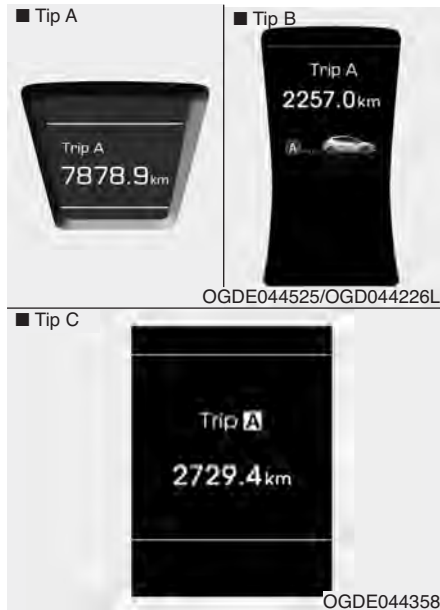 ■ Tip A
Trip A
7878.9km
■ Tip B
Trip A
2257.0km
A
OGDE044525/OGD044226L
■ Tip C
Trip A
2729.4km
OGDE044358